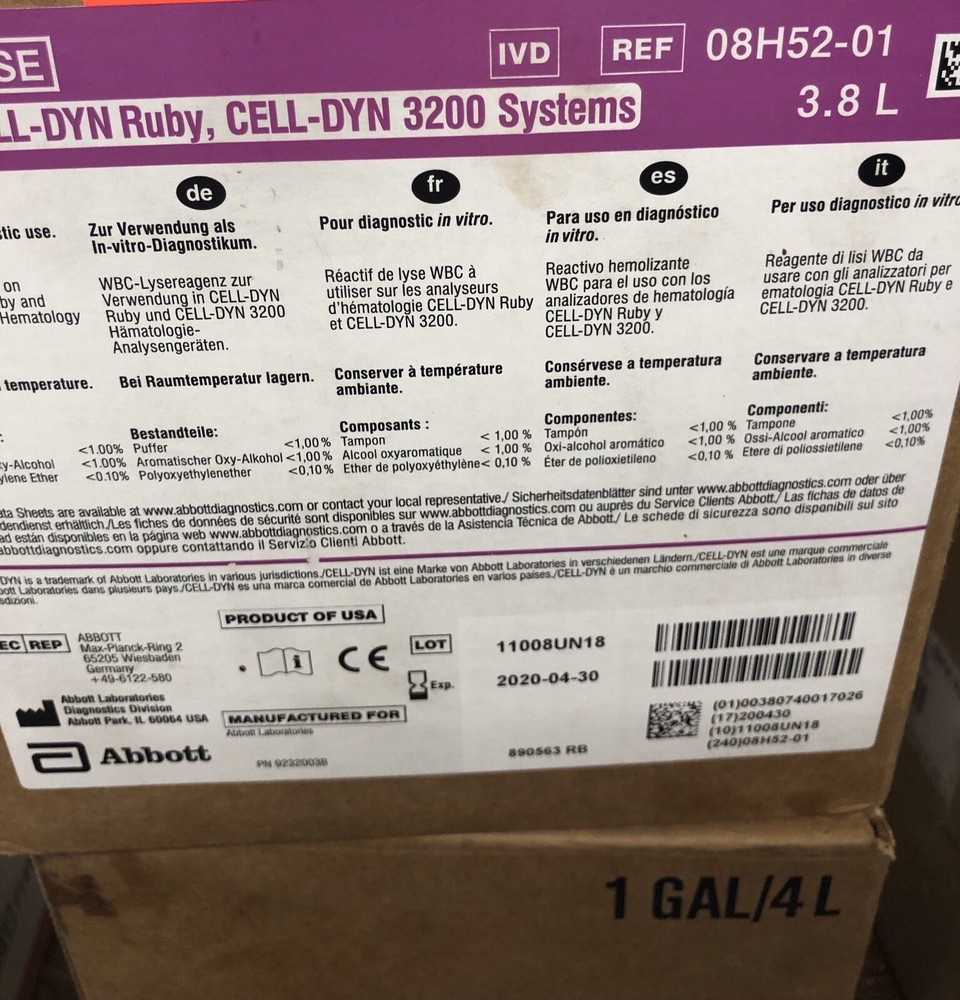 SE
IVD
REF 08H52-01
LL-DYN Ruby, CELL-DYN 3200 Systems
3.8 L
stic use.
on
by and
Hematology
temperature.
:
<1.00%
xy-Alcohol <1.00%
ylene Ether <0.10%
de
Zur Verwendung als
In-vitro-Diagnostikum.
WBC-Lysereagenz zur
Verwendung in CELL-DYN
Ruby und CELL-DYN 3200
Hämatologie-
Analysengeräten.
Bei Raumtemperatur lagern.
Bestandteile:
Puffer <1,00%
Aromatischer Oxy-Alkohol <1,00%
Polyoxyethylenether <0,10%
fr
Pour diagnostic in vitro.
Réactif de lyse WBC à
utiliser sur les analyseurs
d'hématologie CELL-DYN Ruby
et CELL-DYN 3200.
Conserver à température
ambiante.
Composants :
Tampon < 1,00 %
Alcool oxyaromatique < 1,00 %
Ether de polyoxyéthylène < 0,10 %
es
Para uso en diagnóstico
in vitro.
Reactivo hemolizante
WBC para el uso con los
analizadores de hematología
CELL-DYN Ruby y
CELL-DYN 3200.
Consérvese a temperatura
ambiente.
Componentes:
Tampón <1,00 %
Oxi-alcohol aromático <1,00 %
Éter de polioxietileno <0,10 %
it
Per uso diagnostico in vitro
Reagente di lisi WBC da
usare con gli analizzatori per
ematologia CELL-DYN Ruby e
CELL-DYN 3200.
Conservare a temperatura
ambiente.
Componenti:
Tampone <1,00%
Ossi-Alcool aromatico <1,00%
Etere di poliossietilene <0,10%
ata Sheets are available at www.abbottdiagnostics.com or contact your local representative./ Sicherheitsdatenblätter sind unter www.abbottdiagnostics.com oder über
dendienst erhältlich./Les fiches de données de sécurité sont disponibles sur www.abbottdiagnostics.com ou auprès du Service Clients Abbott./ Las fichas de datos de
ad están disponibles en la página web www.abbottdiagnostics.com o a través de la Asistencia Técnica de Abbott./ Le schede di sicurezza sono disponibili sul sito
abbottdiagnostics.com oppure contattando il Servizio Clienti Abbott.
DYN is a trademark of Abbott Laboratories in various jurisdictions./CELL-DYN ist eine Marke von Abbott Laboratories in verschiedenen Ländern./CELL-DYN est une marque commerciale
bott Laboratories dans plusieurs pays./CELL-DYN es una marca comercial de Abbott Laboratories en varios países./CELL-DYN è un marchio commerciale di Abbott Laboratories in diverse
sdizioni.
EC REP
ABBOTT
Max-Planck-Ring 2
65205 Wiesbaden
Germany
+49-6122-580
Abbott Laboratories
Diagnostics Division
Abbott Park, IL 60064 USA
Abbott
PRODUCT OF USA
i
CE
MANUFACTURED FOR
Abbott Laboratories
PN 9232003B
LOT 11008UN18
Exp. 2020-04-30
890563 RB
(01)00380740017026
(17)200430
(10)11008UN18
(240)08H52-01
1 GAL/4 L